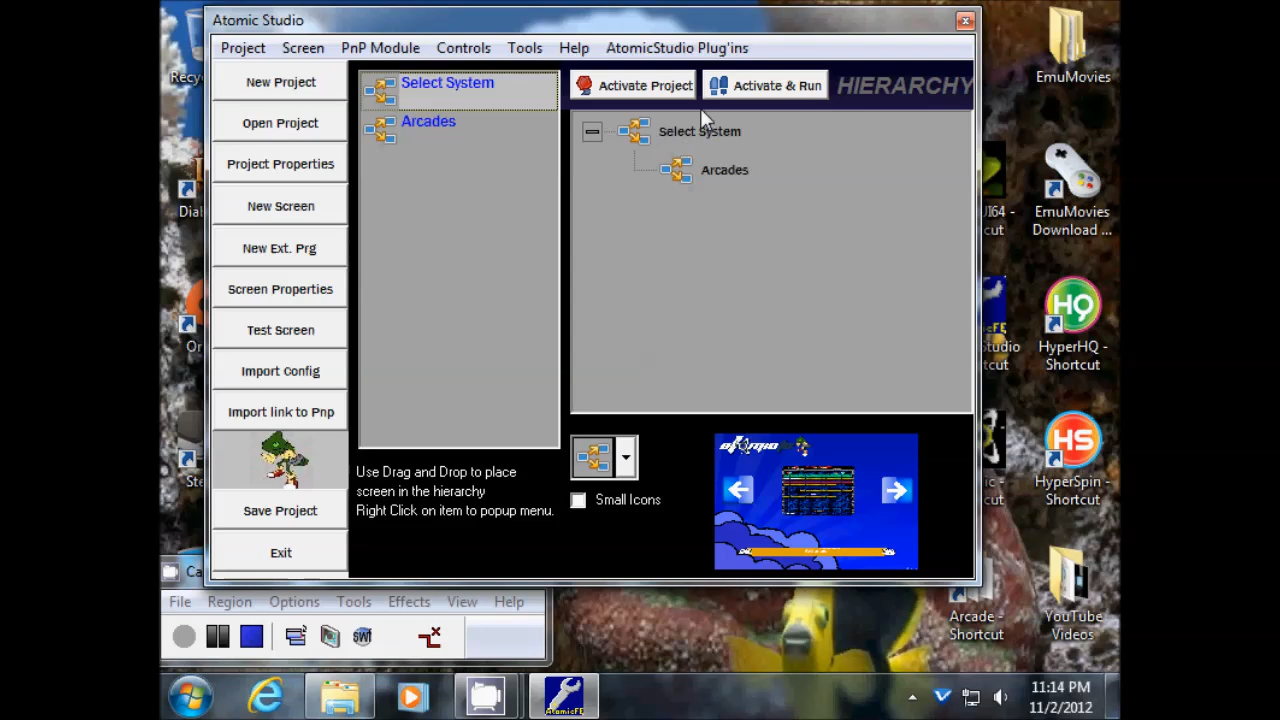 Atomic Studio
x
Project Screen PnP Module Controls Tools Help AtomicStudio Plug'ins
New Project
Open Project
Project Properties
New Screen
New Ext. Prg
Screen Properties
Test Screen
Import Config
Import link to Pnp
Save Project
Exit
Select System
Arcades
Activate Project
Activate & Run
HIERARCHY
Select System
Arcades
Use Drag and Drop to place
screen in the hierarchy
Right Click on item to popup menu.
Small Icons
File Region Options Tools Effects View Help
swf
EmuMovies
EmuMovies
Download ...
HQ
HyperHQ -
Shortcut
HS
HyperSpin -
Shortcut
Arcade -
Shortcut
YouTube
Videos
AtomicFE
11:14 PM
11/2/2012